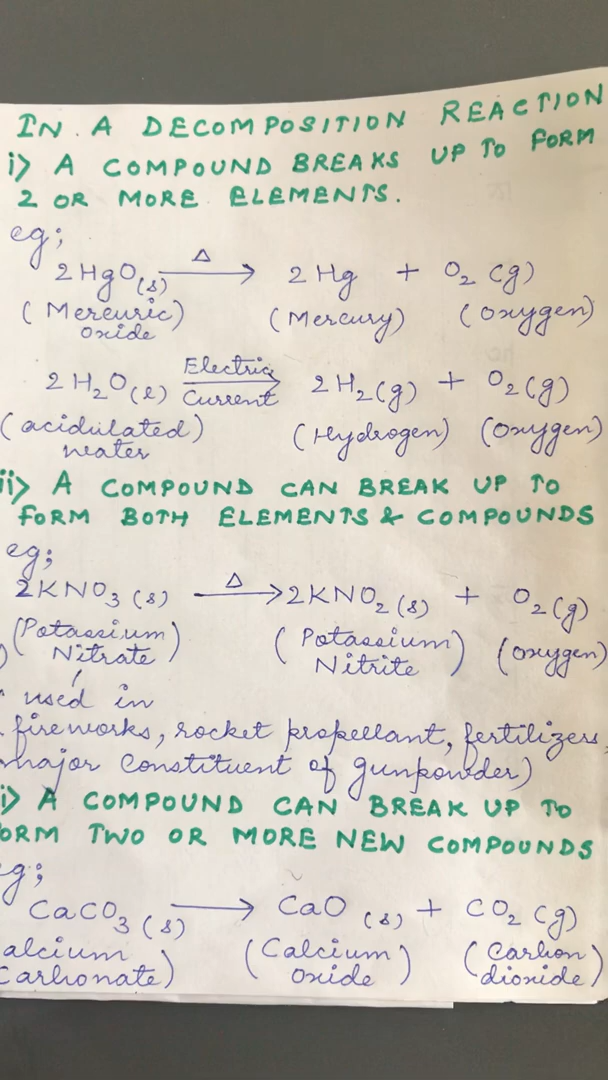 IN A DECOMPOSITION REACTION
i) A COMPOUND BREAKS UP TO FORM
2 OR MORE ELEMENTS.
eg;
2HgO(s) Δ→ 2Hg + O₂ (g)
(Mercuric oxide) (Mercury) (oxygen)
2H₂O(l) Electric Current→ 2H₂(g) + O₂(g)
(acidulated water) (Hydrogen) (Oxygen)
ii) A COMPOUND CAN BREAK UP TO
FORM BOTH ELEMENTS & COMPOUNDS
eg;
2KNO₃(s) Δ→ 2KNO₂(s) + O₂(g)
(Potassium Nitrate) (Potassium Nitrite) (oxygen)
used in
fireworks, rocket propellant, fertilizers,
major constituent of gunpowder)
i) A COMPOUND CAN BREAK UP TO
ORM TWO OR MORE NEW COMPOUNDS
g;
CaCO₃(s) → CaO(s) + CO₂(g)
alcium Carbonate) (Calcium oxide) (Carbon dioxide)